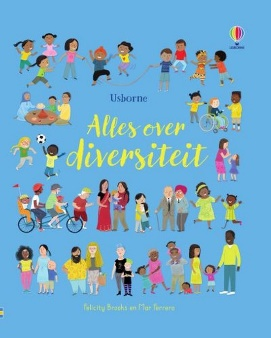 Usborne
Alles over
diversiteit
Felicity Brooks en Mar Ferrero